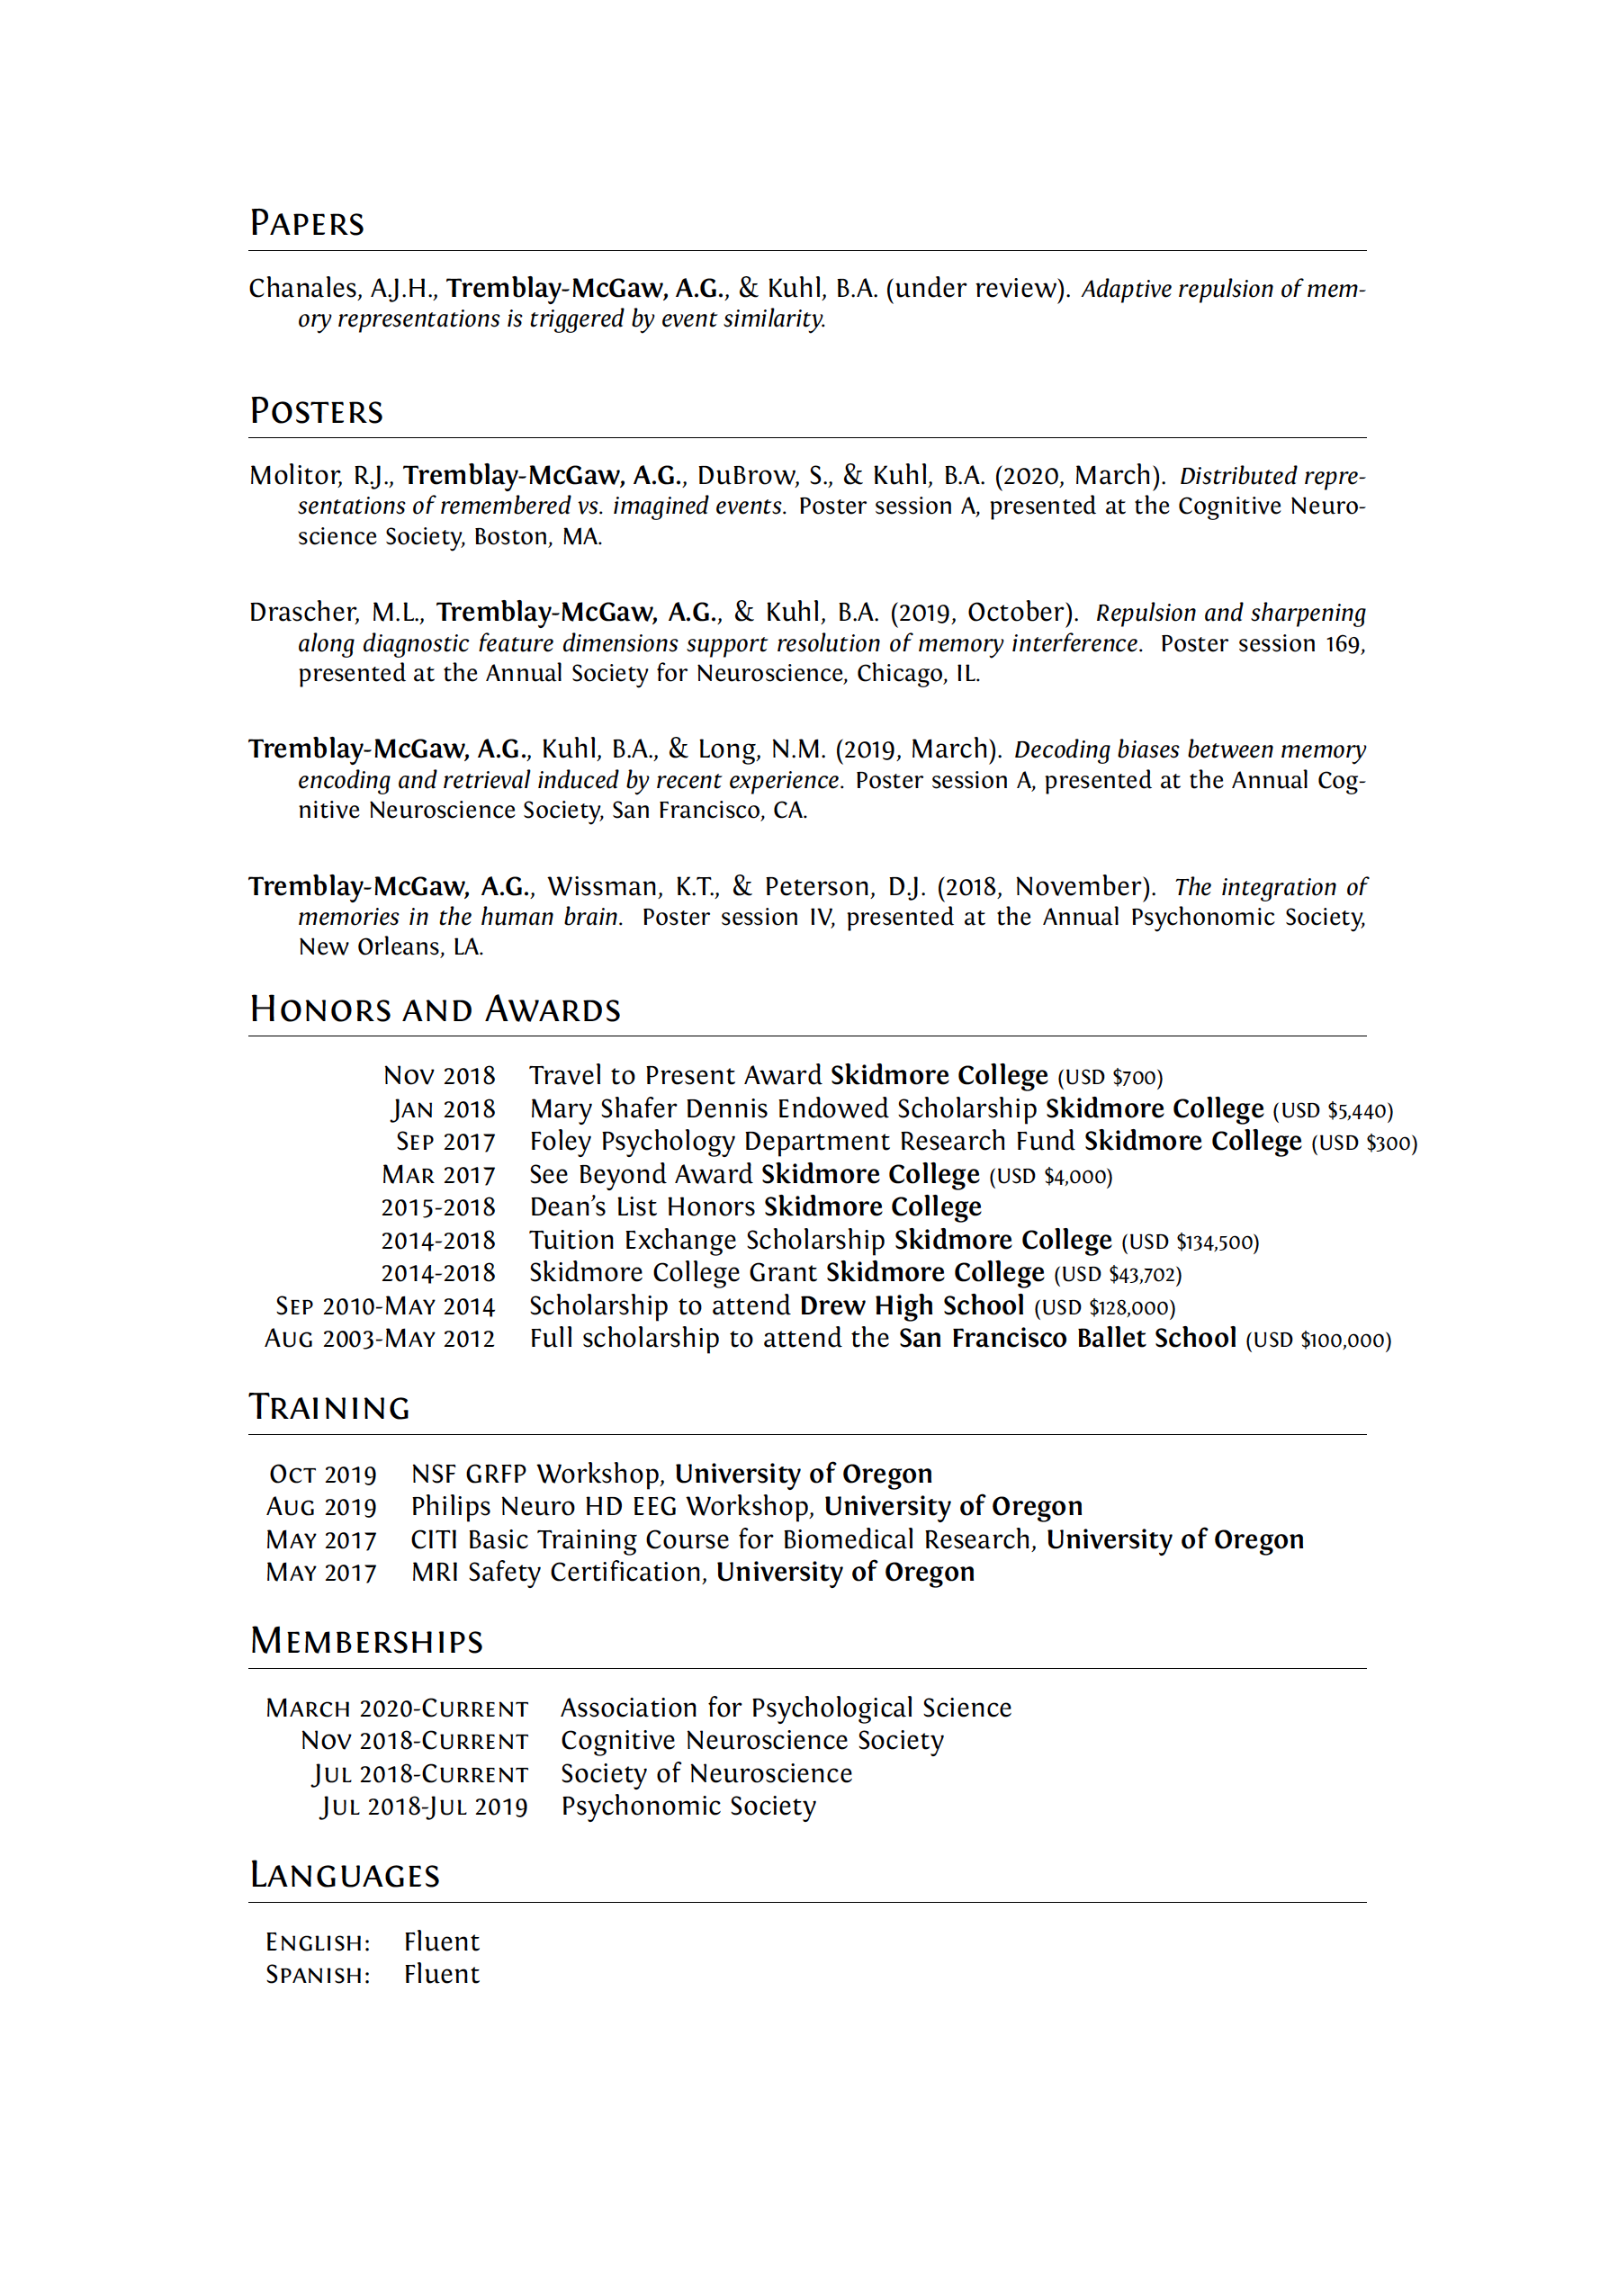 Papers
Chanales, A.J.H., Tremblay-McGaw, A.G., & Kuhl, B.A. (under review). Adaptive repulsion of mem-
ory representations is triggered by event similarity.
Posters
Molitor, R.J., Tremblay-McGaw, A.G., DuBrow, S., & Kuhl, B.A. (2020, March). Distributed repre-
sentations of remembered vs. imagined events. Poster session A, presented at the Cognitive Neuro-
science Society, Boston, MA.
Drascher, M.L., Tremblay-McGaw, A.G., & Kuhl, B.A. (2019, October). Repulsion and sharpening
along diagnostic feature dimensions support resolution of memory interference. Poster session 169,
presented at the Annual Society for Neuroscience, Chicago, IL.
Tremblay-McGaw, A.G., Kuhl, B.A., & Long, N.M. (2019, March). Decoding biases between memory
encoding and retrieval induced by recent experience. Poster session A, presented at the Annual Cog-
nitive Neuroscience Society, San Francisco, CA.
Tremblay-McGaw, A.G., Wissman, K.T., & Peterson, D.J. (2018, November). The integration of
memories in the human brain. Poster session IV, presented at the Annual Psychonomic Society,
New Orleans, LA.
Honors and Awards
Nov 2018 Travel to Present Award Skidmore College (USD $700)
Jan 2018 Mary Shafer Dennis Endowed Scholarship Skidmore College (USD $5,440)
Sep 2017 Foley Psychology Department Research Fund Skidmore College (USD $300)
Mar 2017 See Beyond Award Skidmore College (USD $4,000)
2015-2018 Dean’s List Honors Skidmore College
2014-2018 Tuition Exchange Scholarship Skidmore College (USD $134,500)
2014-2018 Skidmore College Grant Skidmore College (USD $43,702)
Sep 2010-May 2014 Scholarship to attend Drew High School (USD $128,000)
Aug 2003-May 2012 Full scholarship to attend the San Francisco Ballet School (USD $100,000)
Training
Oct 2019 NSF GRFP Workshop, University of Oregon
Aug 2019 Philips Neuro HD EEG Workshop, University of Oregon
May 2017 CITI Basic Training Course for Biomedical Research, University of Oregon
May 2017 MRI Safety Certification, University of Oregon
Memberships
March 2020-Current Association for Psychological Science
Nov 2018-Current Cognitive Neuroscience Society
Jul 2018-Current Society of Neuroscience
Jul 2018-Jul 2019 Psychonomic Society
Languages
English: Fluent
Spanish: Fluent